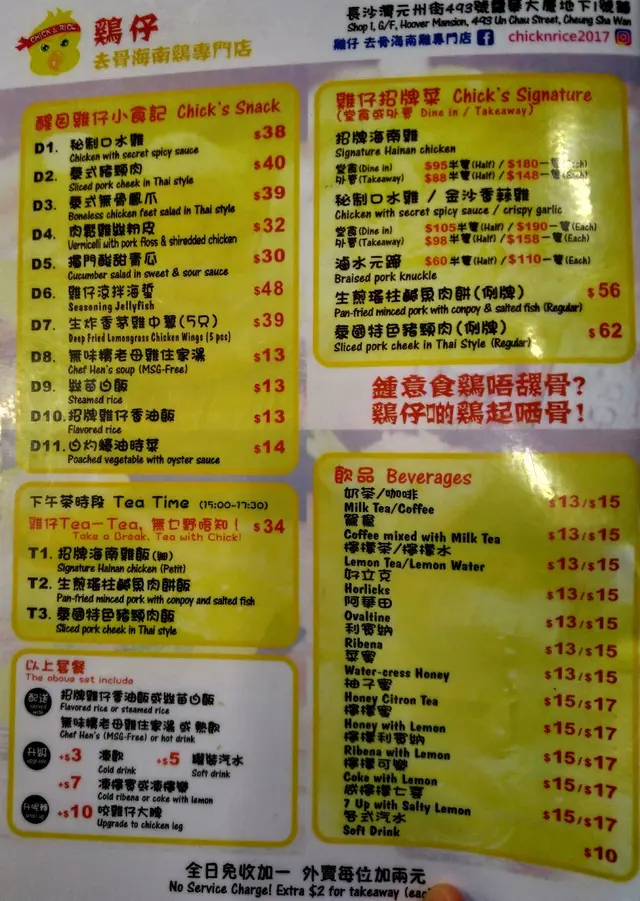 CHICK & RICE
雞仔
去骨海南鷄專門店
長沙灣元州街493號露華大廈地下1號舖
Shop 1, G/F, Hoover Mansion, 493 Un Chau Street, Cheung Sha Wan
雞仔 去骨海南雞專門店 chicknrice2017
醒目雞仔小食記 Chick's Snack
D1. 秘制口水雞 $38
Chicken with secret spicy sauce
D2. 泰式豬頸肉 $40
Sliced pork cheek in Thai style
D3. 泰式無骨鳳爪 $39
Boneless chicken feet salad in Thai style
D4. 肉鬆雞絲粉皮 $32
Vermicelli with pork floss & shiredded chicken
D5. 獨門酸甜青瓜 $30
Cucumber salad in sweet & sour sauce
D6. 雞仔涼拌海蜇 $48
Seasoning Jellyfish
D7. 生炸香茅雞中翼(5只) $39
Deep Fried Lemongrass Chicken Wings (5 pcs)
D8. 無味精老母雞住家湯 $13
Chef Hen's soup (MSG-Free)
D9. 絲苗白飯 $13
Steamed rice
D10. 招牌雞仔香油飯 $13
Flavored rice
D11. 白灼蠔油時菜 $14
Poached vegetable with oyster sauce
下午茶時段 Tea Time (15:00-17:30)
雞仔Tea一Tea, 無乜野唔知! $34
Take a Break, Tea with Chick!
T1. 招牌海南雞飯(細)
Signature Hainan chicken (Petit)
T2. 生煎瑤柱鹹魚肉餅飯
Pan-fried minced pork with conpoy and salted fish
T3. 泰國特色豬頸肉飯
Sliced pork cheek in Thai style
以上套餐
The above set include
配送
招牌雞仔香油飯或絲苗白飯
Flavored rice or steamed rice
無味精老母雞住家湯 或 熱飲
Chef Hen's (MSG-Free) or hot drink
+$3 凍飲 +$5 罐裝汽水
Cold drink Soft drink
+$7 凍檸賓或凍檸樂
Cold ribena or coke with lemon
+$10 咬雞仔大髀
Upgrade to chicken leg
雞仔招牌菜 Chick's Signature
(堂食或外賣 Dine in / Takeaway)
招牌海南雞
Signature Hainan chicken
堂食(Dine in) $95半隻(Half) / $180一隻(Each)
外賣(Takeaway) $88半隻(Half) / $148一隻(Each)
秘制口水雞 / 金沙香蒜雞
Chicken with secret spicy sauce / crispy garlic
堂食(Dine in) $105半隻(Half) / $190一隻(Each)
外賣(Takeaway) $98半隻(Half) / $158一隻(Each)
滷水元蹄 $60半隻(Half) / $110一隻(Each)
Braised pork knuckle
生煎瑤柱鹹魚肉餅(例牌) $56
Pan-fried minced pork with conpoy & salted fish (Regular)
泰國特色豬頸肉(例牌) $62
Sliced pork cheek in Thai Style (Regular)
鍾意食鷄唔𦧲骨?
鷄仔啲鷄起晒骨!
飲品 Beverages
奶茶/咖啡
Milk Tea/Coffee $13/$15
鴛鴦
Coffee mixed with Milk Tea $13/$15
檸檬茶/檸檬水
Lemon Tea/Lemon Water $13/$15
好立克
Horlicks $13/$15
阿華田
Ovaltine $13/$15
利賓納
Ribena $13/$15
菜蜜
Water-cress Honey $13/$15
柚子蜜
Honey Citron Tea $15/$17
檸檬蜜
Honey with Lemon $15/$17
檸檬利賓納
Ribena with Lemon $15/$17
檸檬可樂
Coke with Lemon $15/$17
咸檸檬七喜
7 Up with Salty Lemon $15/$17
各式汽水
Soft Drink $10
全日免收加一 外賣每位加兩元
No Service Charge! Extra $2 for takeaway (each